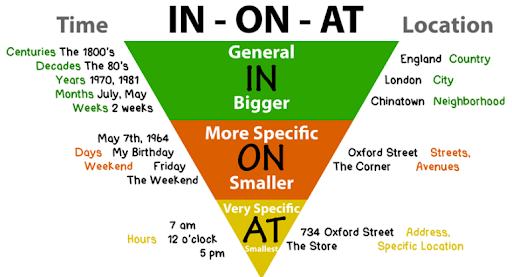 Time
IN - ON - AT
Location
Centuries The 1800's
Decades The 80's
Years 1970, 1981
Months July, May
Weeks 2 weeks
General
IN
Bigger
England Country
London City
Chinatown Neighborhood
May 7th, 1964
Days My Birthday
Weekend Friday
The Weekend
More Specific
ON
Smaller
Oxford Street Streets,
The Corner Avenues
7 am
Hours 12 o'clock
5 pm
Very Specific
AT
Smallest
734 Oxford Street Address,
The Store Specific Location